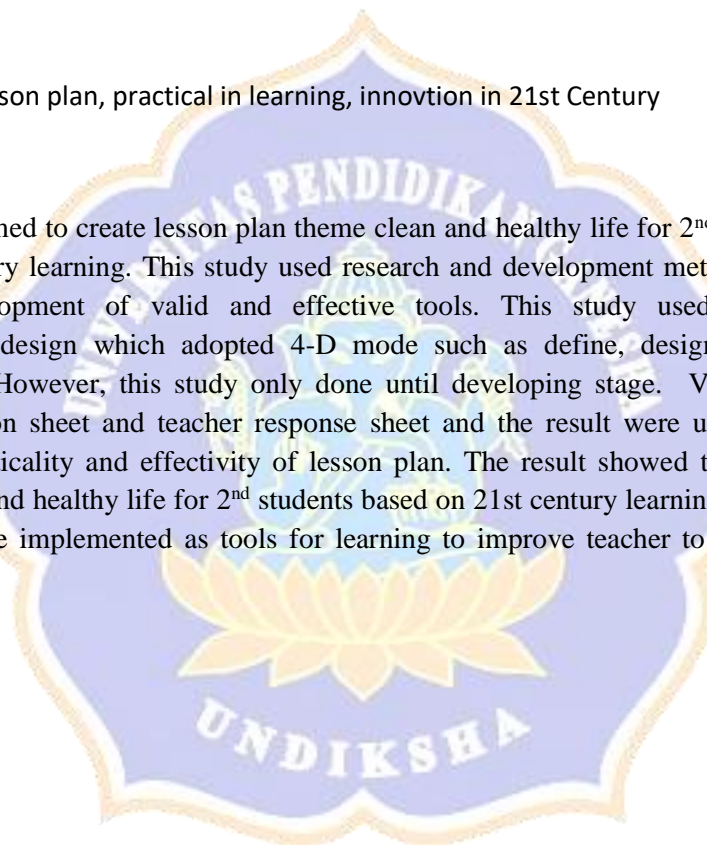 son plan, practical in learning, innovtion in 21st Century
UNIVERSITAS PENDIDIKAN GANESHA
ned to create lesson plan theme clean and healthy life for 2nd
ry learning. This study used research and development met
opment of valid and effective tools. This study used
design which adopted 4-D mode such as define, design
However, this study only done until developing stage. V
on sheet and teacher response sheet and the result were u
ticality and effectivity of lesson plan. The result showed t
nd healthy life for 2nd students based on 21st century learnin
e implemented as tools for learning to improve teacher to
UNDIKSHA